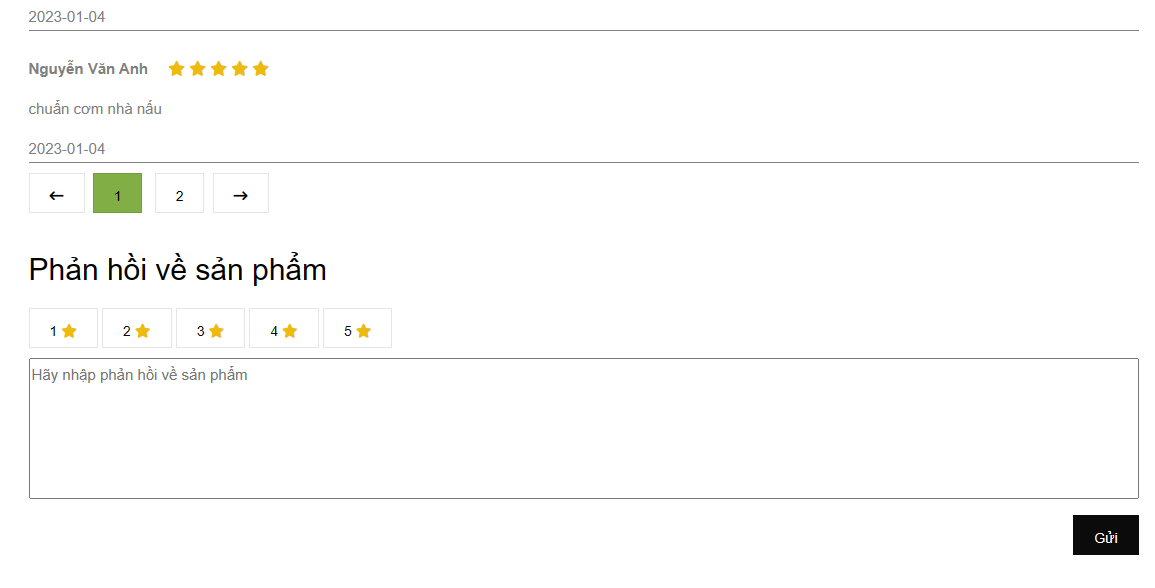 2023-01-04
Nguyễn Văn Anh
chuẩn cơm nhà nấu
2023-01-04
← 1 2 →
Phản hồi về sản phẩm
1 2 3 4 5
Hãy nhập phản hồi về sản phẩm
Gửi